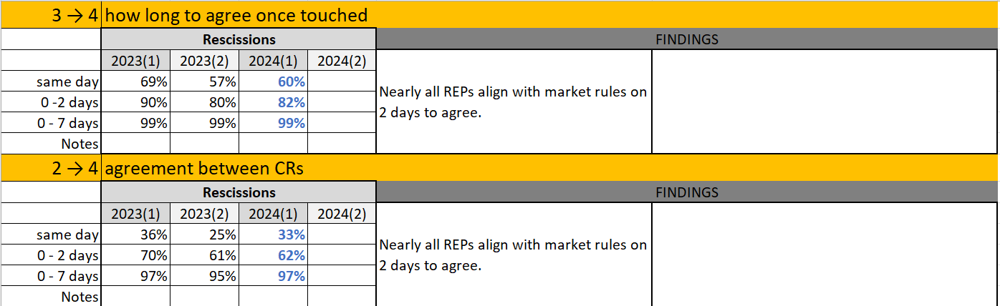 3 → 4 how long to agree once touched
Rescissions FINDINGS
2023(1) 2023(2) 2024(1) 2024(2)
same day 69% 57% 60%
0 -2 days 90% 80% 82%
0 - 7 days 99% 99% 99%
Notes
Nearly all REPs align with market rules on
2 days to agree.
2 → 4 agreement between CRs
Rescissions FINDINGS
2023(1) 2023(2) 2024(1) 2024(2)
same day 36% 25% 33%
0 - 2 days 70% 61% 62%
0 - 7 days 97% 95% 97%
Notes
Nearly all REPs align with market rules on
2 days to agree.